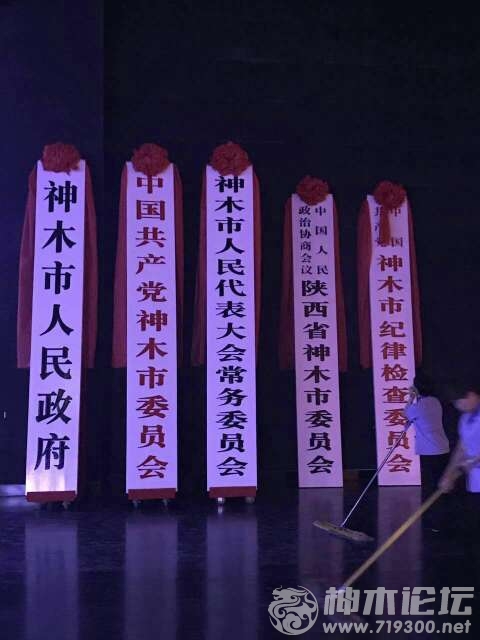 神木市人民政府
中国共产党神木市委员会
神木市人民代表大会常务委员会
中国人民
政治协商会议
陕西省神木市委员会
中国
共产党
神木市纪律检查委员会
神木论坛
www.719300.net